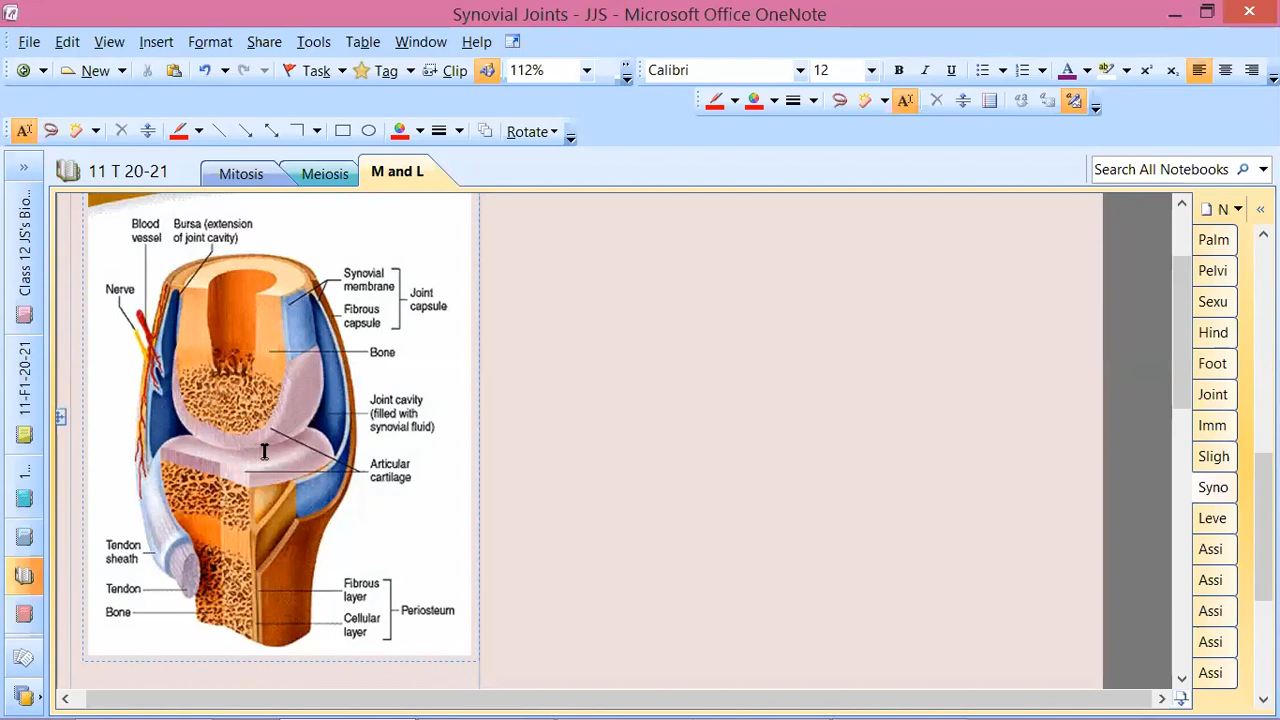 Synovial Joints - JJS - Microsoft Office OneNote
File Edit View Insert Format Share Tools Table Window Help
New Task Tag Clip 112% Calibri 12 B I U A
Rotate
11 T 20-21 Mitosis Meiosis M and L Search All Notebooks
N
Class 12 JJS's Bio...
11-F1-20-21
1...
Blood
vessel
Bursa (extension
of joint cavity)
Nerve
Synovial
membrane
Fibrous
capsule
Joint
capsule
Bone
Joint cavity
(filled with
synovial fluid)
Articular
cartilage
Tendon
sheath
Tendon
Bone
Fibrous
layer
Cellular
layer
Periosteum
Palm
Pelvi
Sexu
Hind
Foot
Joint
Imm
Sligh
Syno
Leve
Assi
Assi
Assi
Assi
Assi